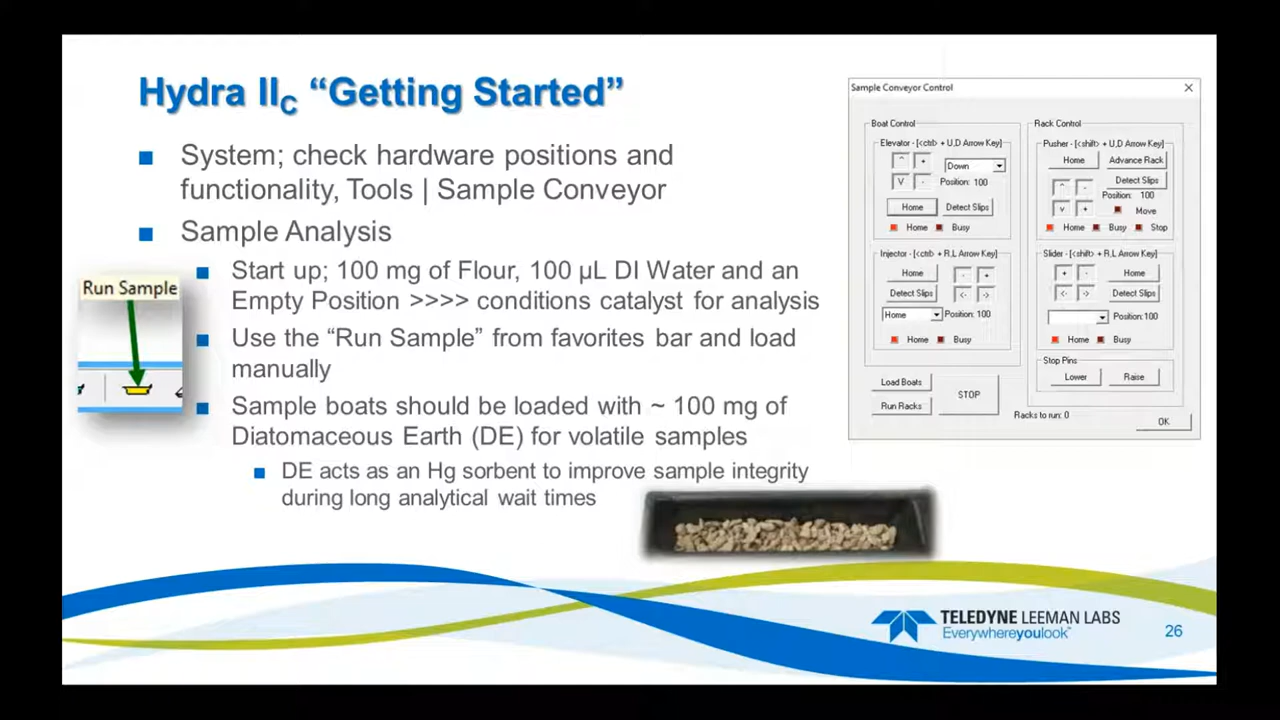 Hydra IIC “Getting Started”
■ System; check hardware positions and
functionality, Tools | Sample Conveyor
■ Sample Analysis
■ Start up; 100 mg of Flour, 100 µL DI Water and an
Empty Position >>>> conditions catalyst for analysis
■ Use the “Run Sample” from favorites bar and load
manually
■ Sample boats should be loaded with ~ 100 mg of
Diatomaceous Earth (DE) for volatile samples
■ DE acts as an Hg sorbent to improve sample integrity
during long analytical wait times
Run Sample
Sample Conveyor Control
Boat Control
Elevator - [<ctrl> + U,D Arrow Key]
^ +
Down
V -
Position: 100
Home Detect Slips
Home Busy
Injector - [<ctrl> + R,L Arrow Key]
Home - +
Detect Slips <- ->
Home Position: 100
Home Busy
Load Boats
Run Racks
STOP
Rack Control
Pusher - [<shift> + U,D Arrow Key]
Home Advance Rack
^ - Detect Slips
Position: 100
V + Move
Home Busy Stop
Slider - [<shift> + R,L Arrow Key]
+ - Home
<- -> Detect Slips
Position: 100
Home Busy
Stop Pins
Lower Raise
Racks to run: 0
OK
TELEDYNE LEEMAN LABS
Everywhereyoulook™
26